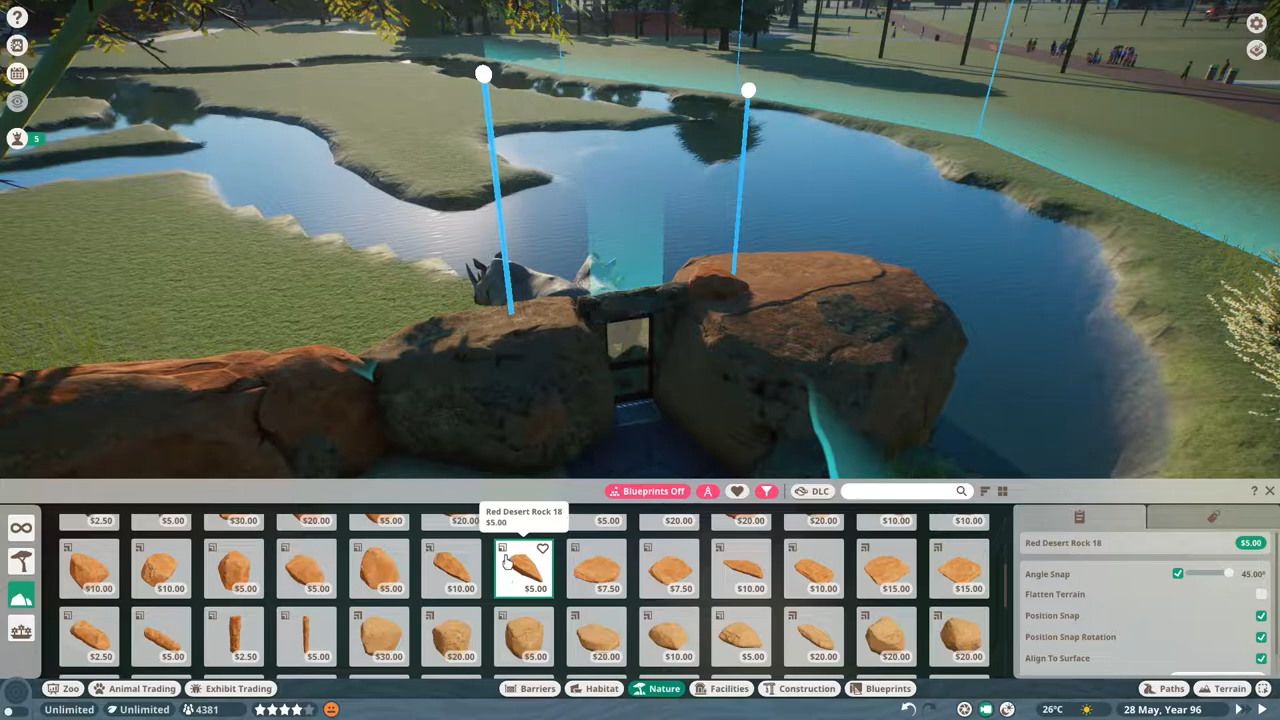 ?
5
Blueprints Off
DLC
? ×
$2.50 $5.00 $30.00 $20.00 $5.00 $20.00 $5.00 $20.00 $20.00 $20.00 $10.00 $10.00
Red Desert Rock 18
$5.00
$10.00 $10.00 $5.00 $5.00 $5.00 $10.00 $5.00 $7.50 $7.50 $5.00 $10.00 $15.00 $15.00
$2.50 $5.00 $2.50 $5.00 $30.00 $20.00 $5.00 $20.00 $10.00 $5.00 $20.00 $20.00 $20.00
Red Desert Rock 18 $5.00
Angle Snap 45.00°
Flatten Terrain
Position Snap
Position Snap Rotation
Align To Surface
Zoo Animal Trading Exhibit Trading Barriers Habitat Nature Facilities Construction Blueprints Paths Terrain
Unlimited Unlimited 4381 26°C 28 May, Year 96